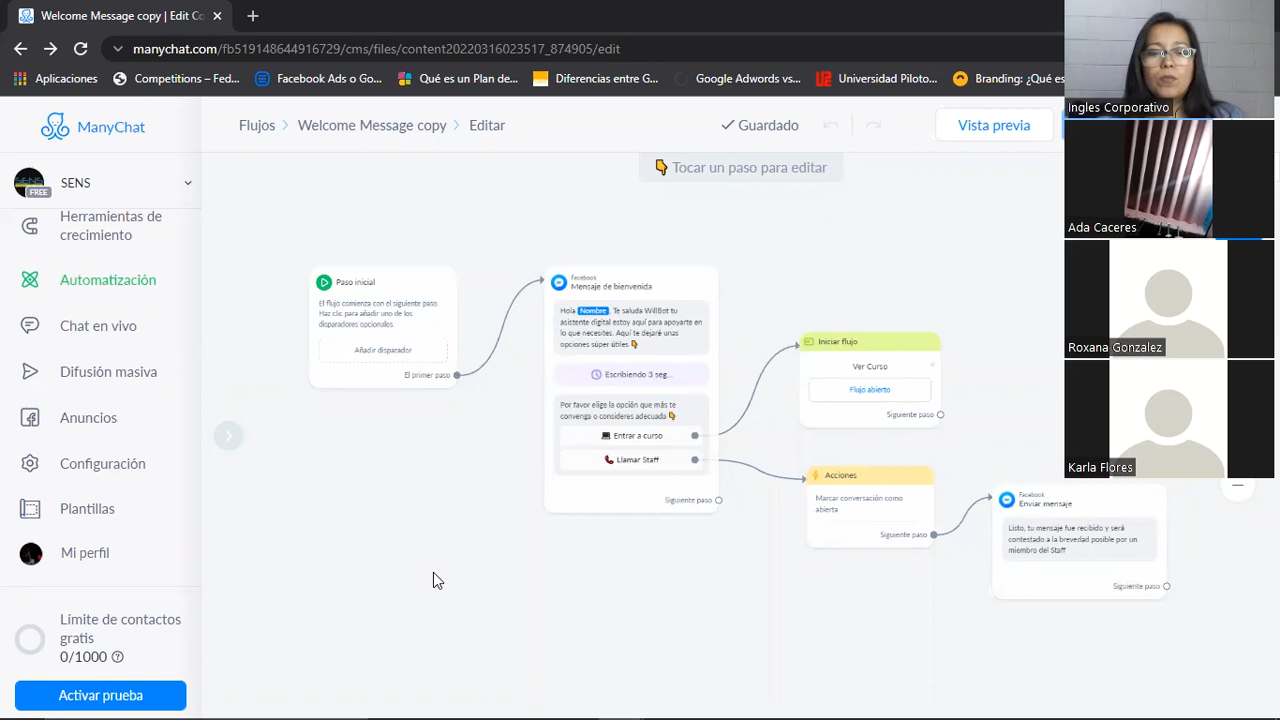 Welcome Message copy | Edit Co
manychat.com/fb519148644916729/cms/files/content20220616023517_874905/edit
Aplicaciones
Competitions – Fed...
Facebook Ads o Go...
Qué es el Plan de...
Diferencias entre G...
Google Adwords vs...
Universidad Piloto...
Branding: ¿Qué es
ManyChat
Flujos
Welcome Message copy
Editar
Guardado
Vista previa
SENS
FREE
Tocar un paso para editar
Herramientas de
crecimiento
Automatización
Chat en vivo
Difusión masiva
Anuncios
Configuración
Plantillas
Mi perfil
Límite de contactos
gratis
0/1000
Activar prueba
Paso inicial
El flujo comienza con el siguiente paso.
Haz clic para añadir uno de los
disparadores opcionales.
Añadir disparador
El primer paso
Facebook
Mensaje de bienvenida
Hola Nombre. Te saluda WillBot tu
asistente digital estoy aquí para apoyarte en
lo que necesites. Aquí te dejaré unas
opciones súper útiles
Escribiendo 3 seg...
Por favor elige la opción que más te
convenga o consideres adecuada
Entrar a curso
Llamar Staff
Siguiente paso
Iniciar flujo
Ver Curso
Flujo abierto
Siguiente paso
Acciones
Marcar conversación como
abierta
Siguiente paso
Facebook
Enviar mensaje
Listo, tu mensaje fue recibido y será
contestado a la brevedad posible por un
miembro del Staff
Siguiente paso
Ingles Corporativo
Ada Caceres
Roxana Gonzalez
Karla Flores